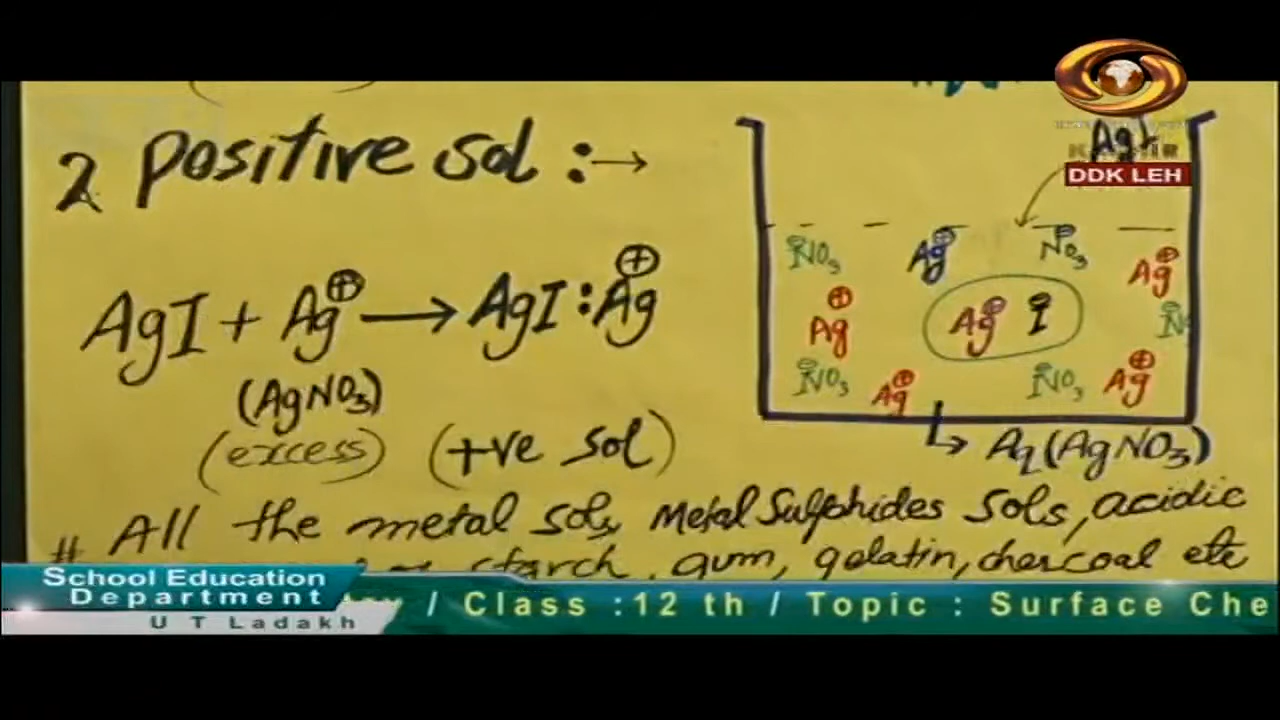 2 Positive Sol :→
AgI + Ag⊕ → AgI : Ag⊕
(AgNO₃)
(excess) (+ve sol)
AgI
DDK LEH
⊖NO₃ Ag⊕ ⊖NO₃ Ag⊕
Ag⊕ Ag⊕ ⊖I
⊖NO₃ Ag⊕ ⊖NO₃ Ag⊕
Aq (AgNO₃)
# All the metal sols, Metal Sulphides Sols, acidic
starch, gum, gelatin, charcoal etc
School Education
Department
U T Ladakh
/ Class :12 th / Topic : Surface Che